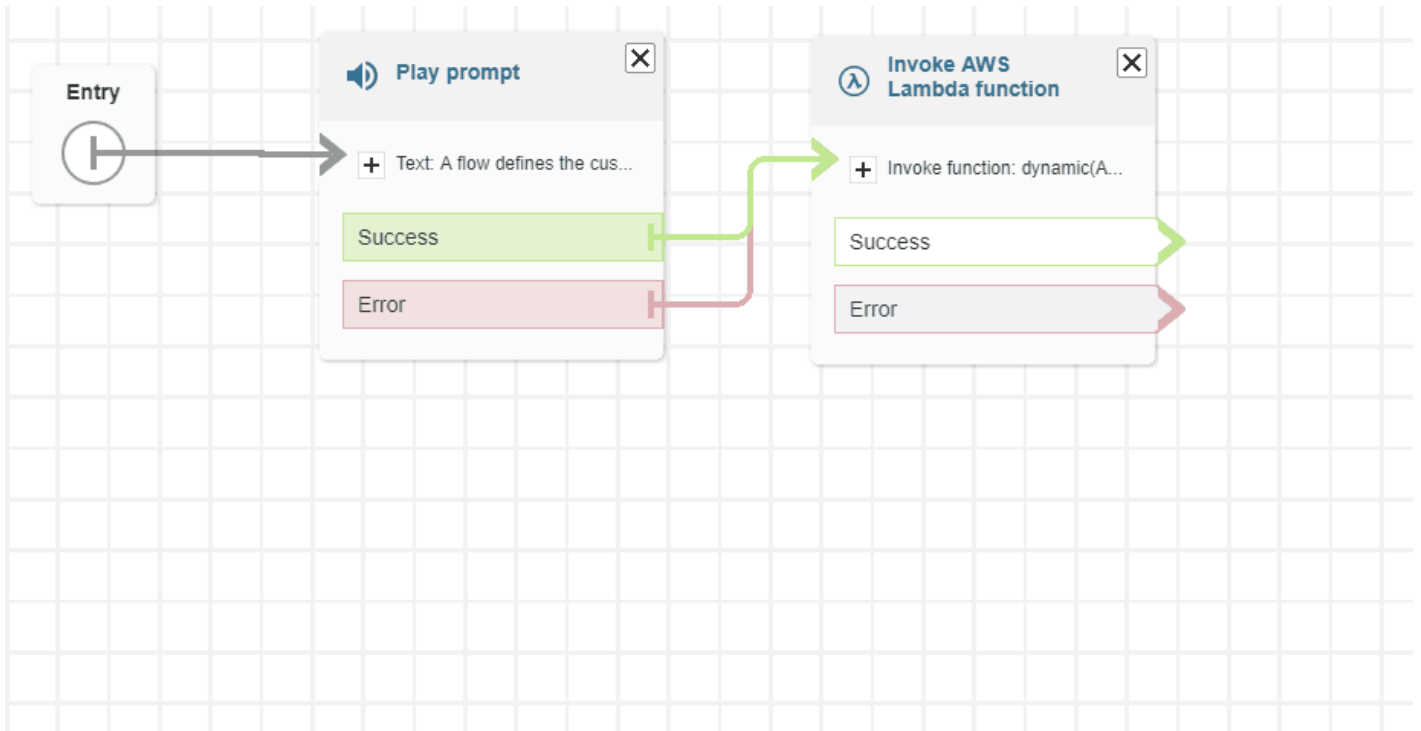 Entry
Play prompt
Text: A flow defines the cus...
Success
Error
Invoke AWS
Lambda function
Invoke function: dynamic(A...
Success
Error